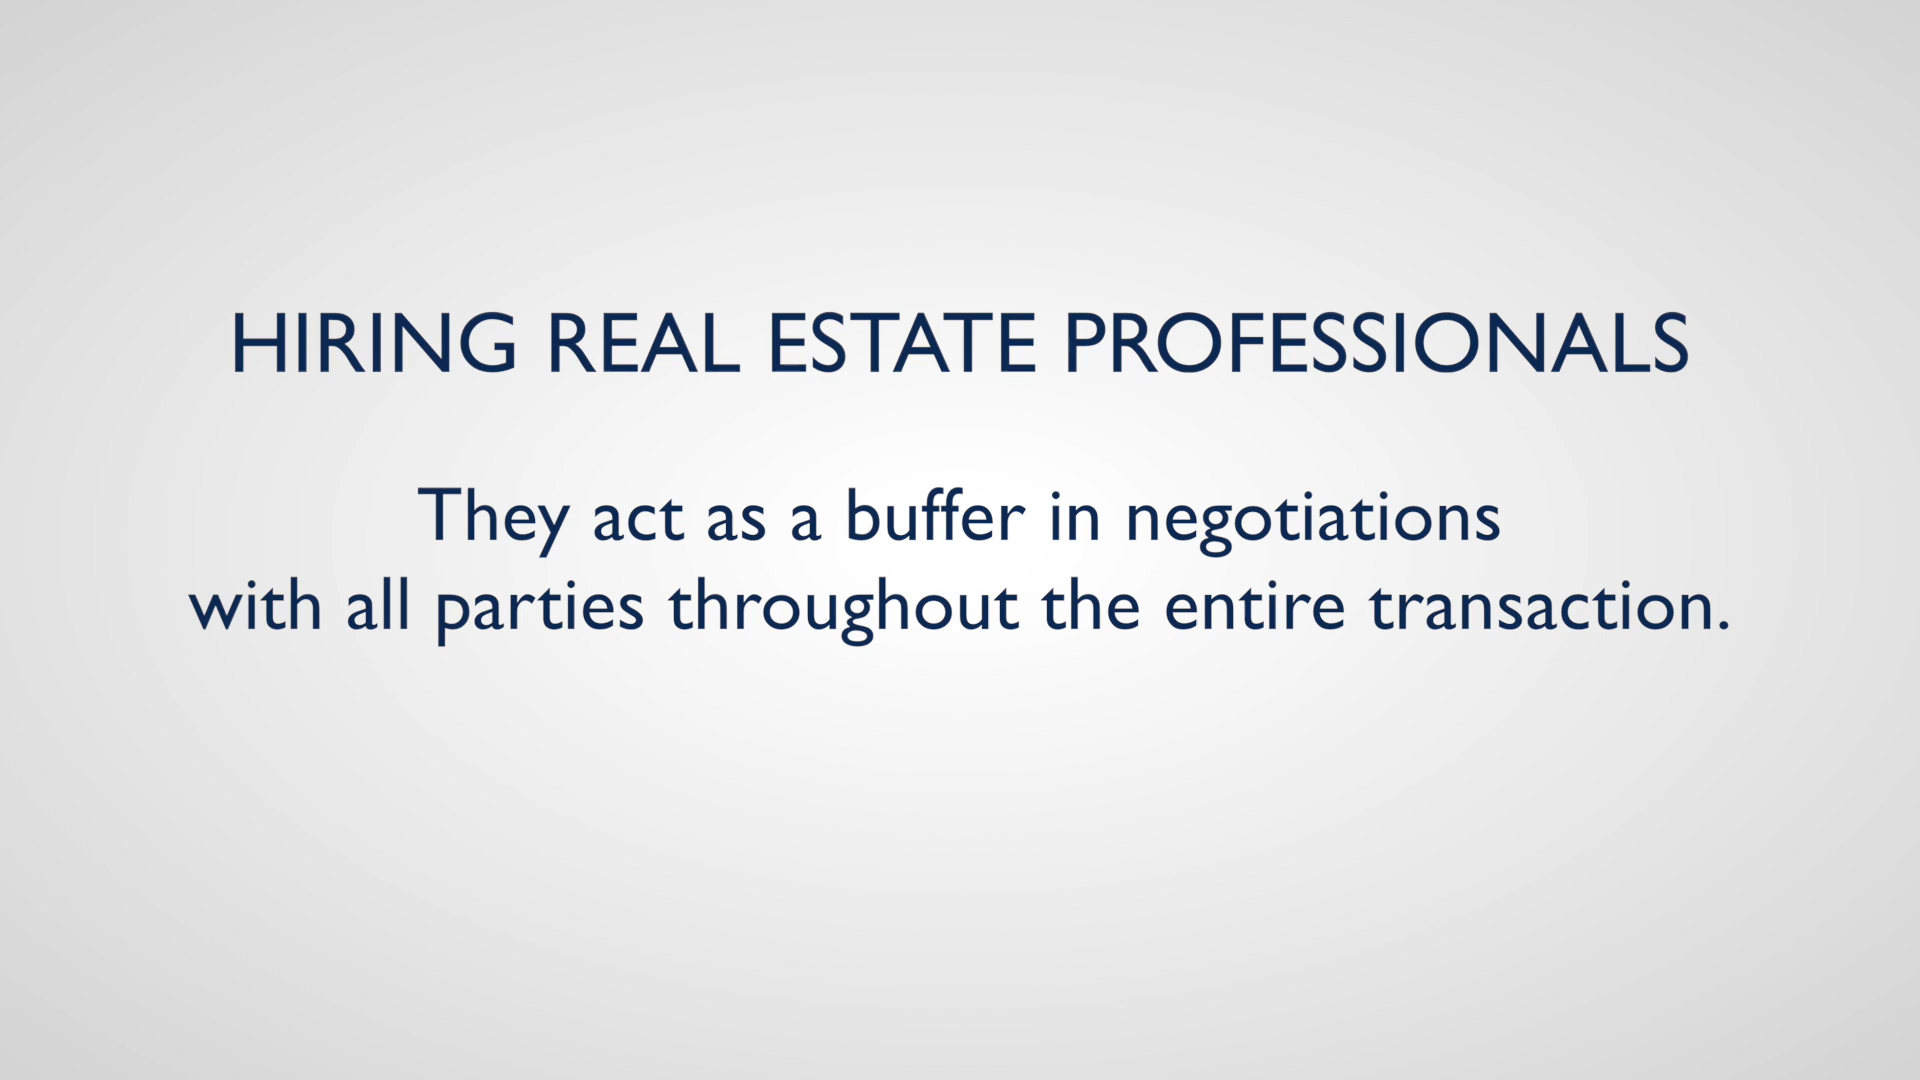 HIRING REAL ESTATE PROFESSIONALS
They act as a buffer in negotiations
with all parties throughout the entire transaction.